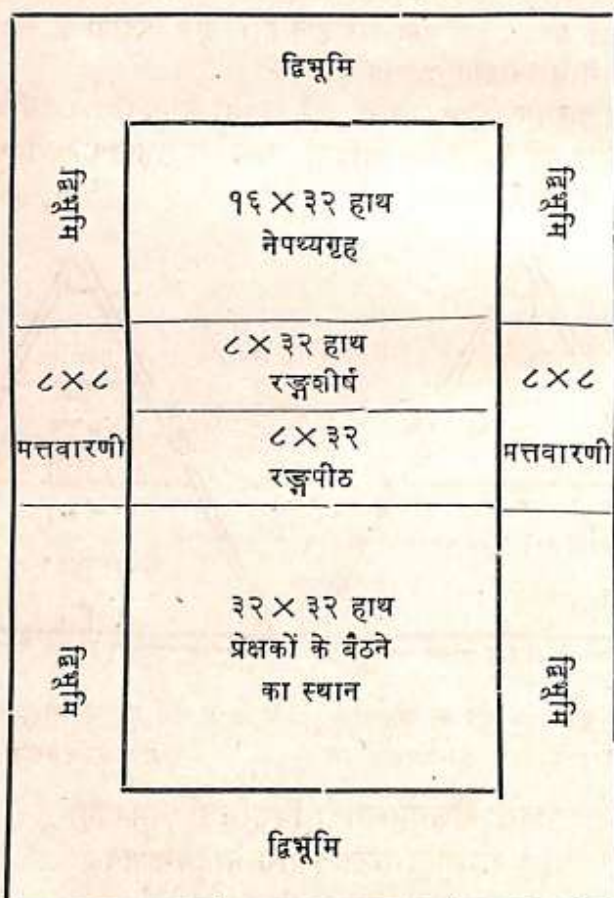 द्विभूमि
द्विभूमि
१६ × ३२ हाथ
नेपथ्यगृह
द्विभूमि
८ × ३२ हाथ
रङ्गशीर्ष
८ × ८
मत्तवारणी
८ × ३२
रङ्गपीठ
८ × ८
मत्तवारणी
३२ × ३२ हाथ
प्रेक्षकों के बैठने
का स्थान
द्विभूमि
द्विभूमि
द्विभूमि